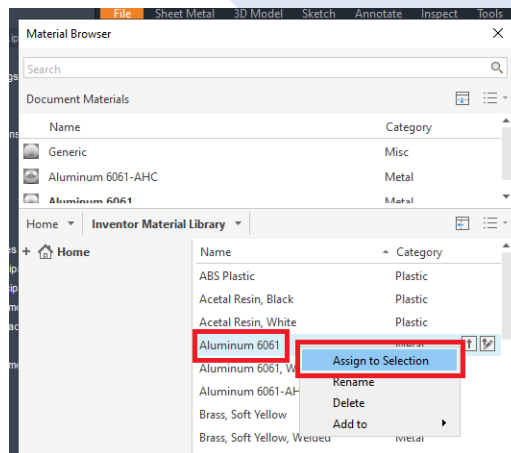 File Sheet Metal 3D Model Sketch Annotate Inspect Tools
Material Browser
Search
Document Materials
Name Category
Generic Misc
Aluminum 6061-AHC Metal
Aluminum 6061 Metal
Home Inventor Material Library
Home
Name Category
ABS Plastic Plastic
Acetal Resin, Black Plastic
Acetal Resin, White Plastic
Aluminum 6061 Metal
Assign to Selection
Aluminum 6061, W
Rename
Aluminum 6061-AH
Delete
Brass, Soft Yellow
Add to
Brass, Soft Yellow, Welded Metal